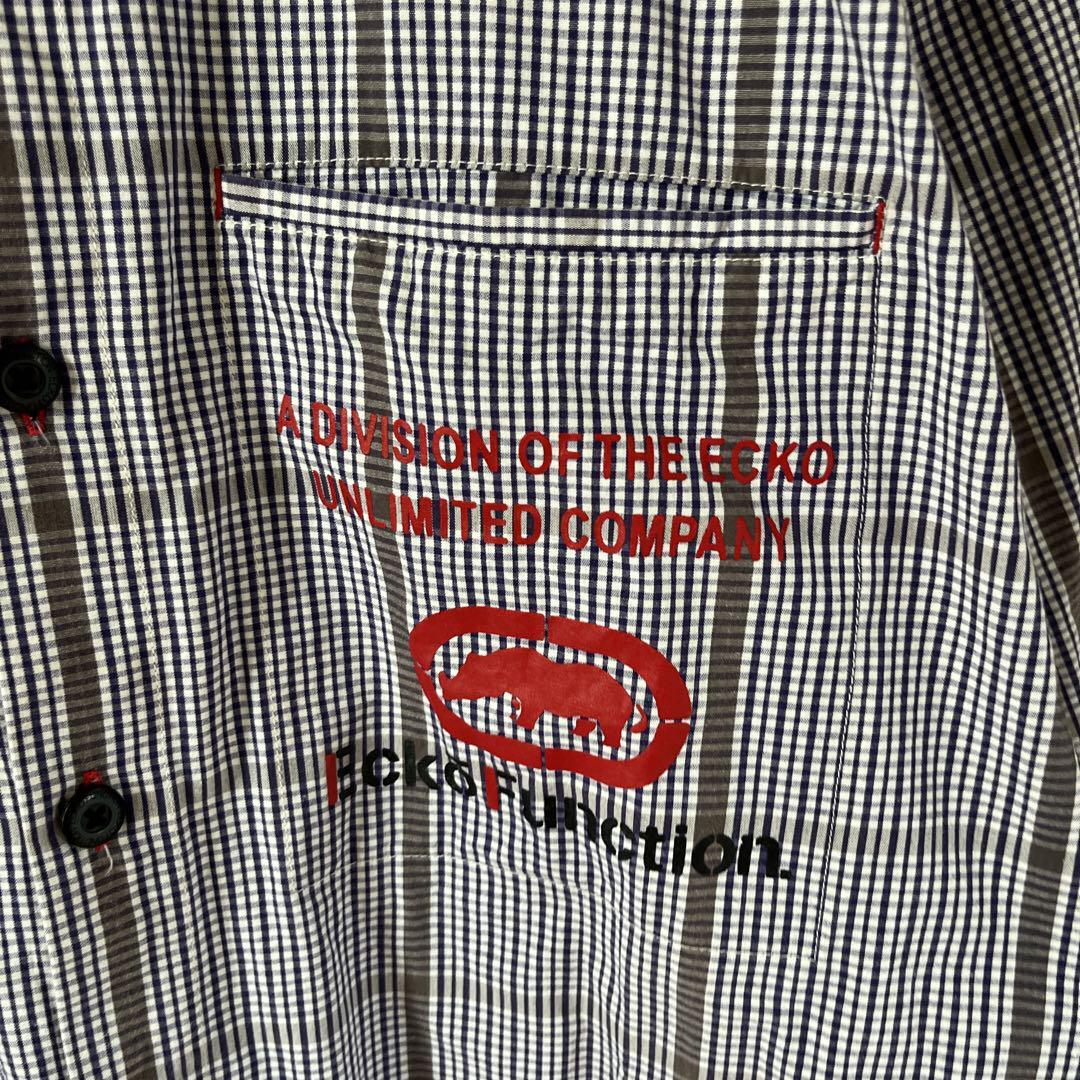 A DIVISION OF THE ECKO
UNLIMITED COMPANY
Ecko Function.